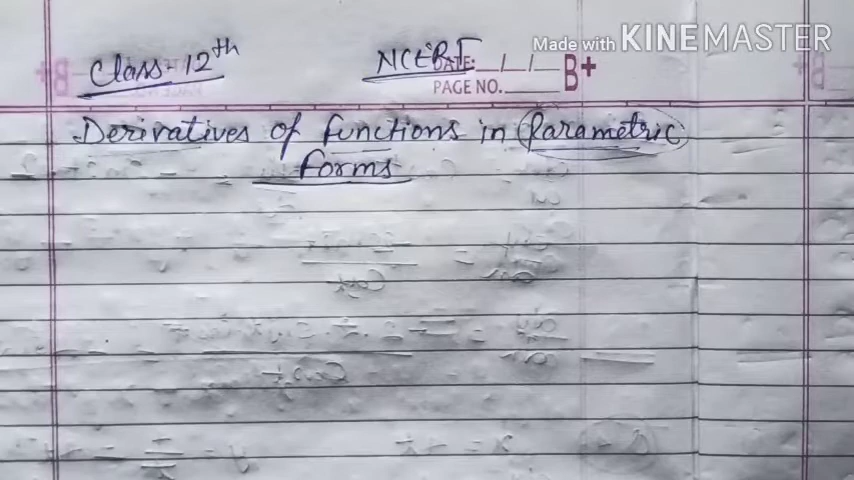 Made with KINEMASTER
Class - 12th NCERT
DATE: / / B+
PAGE NO.
Derivatives of functions in Parametric
forms